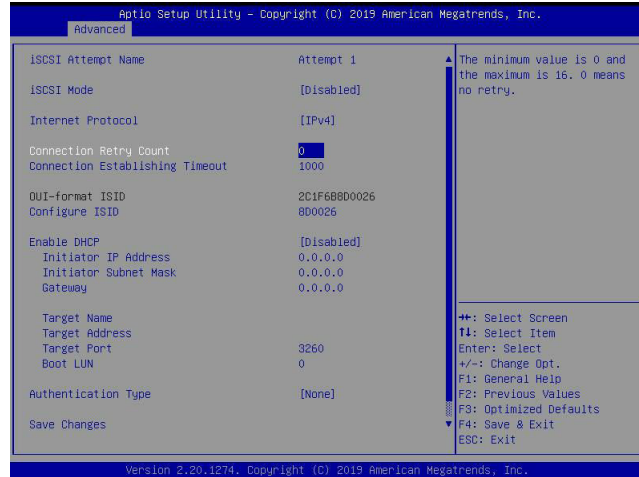 Aptio Setup Utility – Copyright (C) 2019 American Megatrends, Inc.
Advanced
iSCSI Attempt Name Attempt 1
iSCSI Mode [Disabled]
Internet Protocol [IPv4]
Connection Retry Count 0
Connection Establishing Timeout 1000
OUI-format ISID 2C1F6B8D0026
Configure ISID 8D0026
Enable DHCP [Disabled]
Initiator IP Address 0.0.0.0
Initiator Subnet Mask 0.0.0.0
Gateway 0.0.0.0
Target Name
Target Address
Target Port 3260
Boot LUN 0
Authentication Type [None]
Save Changes
The minimum value is 0 and
the maximum is 16. 0 means
no retry.
→←: Select Screen
↑↓: Select Item
Enter: Select
+/-: Change Opt.
F1: General Help
F2: Previous Values
F3: Optimized Defaults
F4: Save & Exit
ESC: Exit
Version 2.20.1274. Copyright (C) 2019 American Megatrends, Inc.